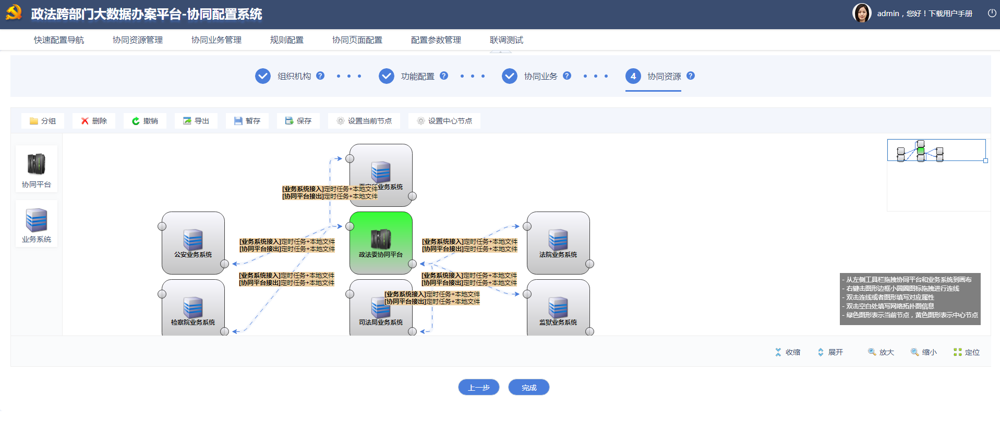 政法跨部门大数据办案平台-协同配置系统
admin，您好！下载用户手册
快速配置导航 协同资源管理 协同业务管理 规则配置 协同页面配置 配置参数管理 联调测试
组织机构 ? 功能配置 ? 协同业务 ? 4 协同资源 ?
分组 删除 撤销 导出 暂存 保存 设置当前节点 设置中心节点
协同平台
业务系统
业务系统
[业务系统接入]定时任务+本地文件
[协同平台接出]定时任务+本地文件
[业务系统接入]定时任务+本地文件
[协同平台接出]定时任务+本地文件
[业务系统接入]定时任务+本地文件
[协同平台接出]定时任务+本地文件
公安业务系统
政法委协同平台
法院业务系统
[业务系统接入]定时任务+本地文件
[协同平台接出]定时任务+本地文件
[业务系统接入]定时任务+本地文件
[协同平台接出]定时任务+本地文件
[业务系统接入]定时任务+本地文件
[协同平台接出]定时任务+本地文件
检察院业务系统
司法局业务系统
监狱业务系统
- 从左侧工具栏拖拽协同平台和业务系统到画布
- 右键击图形边框小圆圈图标拖拽进行连线
- 双击连线或者图形填写对应属性
- 双击空白处填写网络拓扑图信息
- 绿色图形表示当前节点，黄色图形表示中心节点
收缩 展开 放大 缩小 定位
上一步 完成